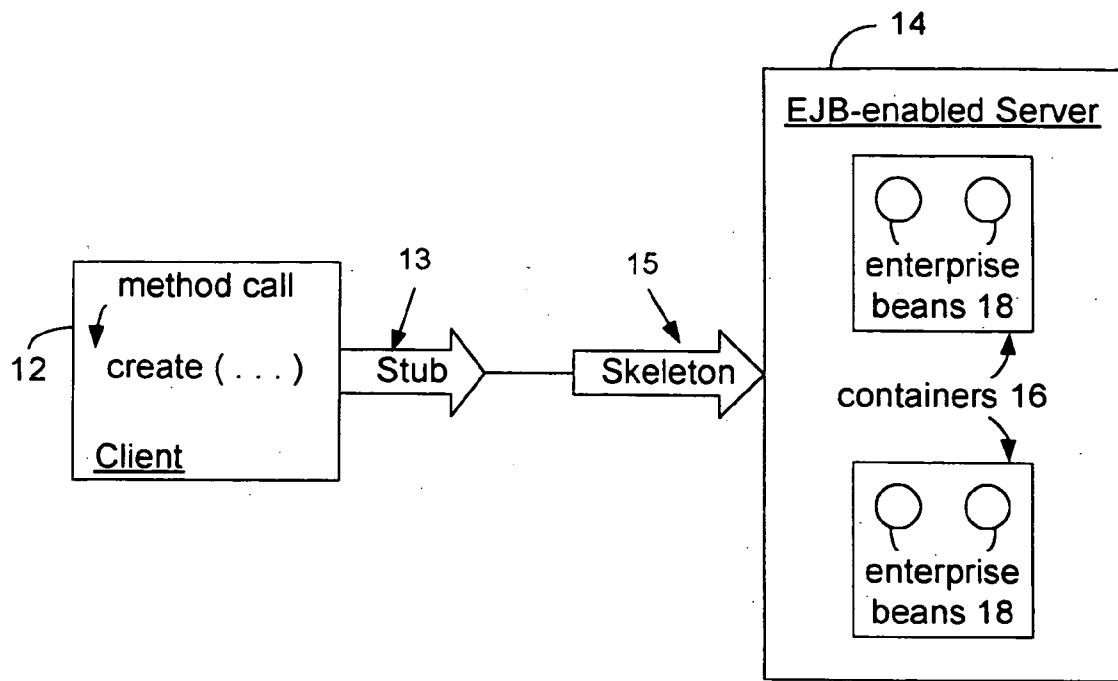 14
EJB-enabled Server
enterprise
beans 18
13
15
method call
12
create ( . . . )
Stub
Skeleton
containers 16
Client
enterprise
beans 18